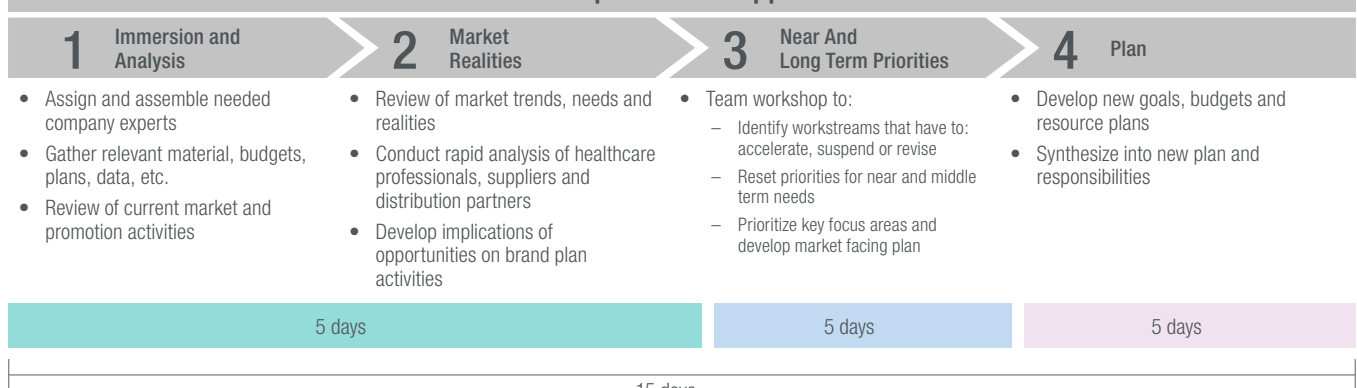 1
Immersion and
Analysis
2
Market
Realities
3
Near And
Long Term Priorities
4
Plan
• Assign and assemble needed
company experts
• Gather relevant material, budgets,
plans, data, etc.
• Review of current market and
promotion activities
• Review of market trends, needs and
realities
• Conduct rapid analysis of healthcare
professionals, suppliers and
distribution partners
• Develop implications of
opportunities on brand plan
activities
• Team workshop to:
– Identify workstreams that have to:
accelerate, suspend or revise
– Reset priorities for near and middle
term needs
– Prioritize key focus areas and
develop market facing plan
• Develop new goals, budgets and
resource plans
• Synthesize into new plan and
responsibilities
5 days
5 days
5 days
15 days